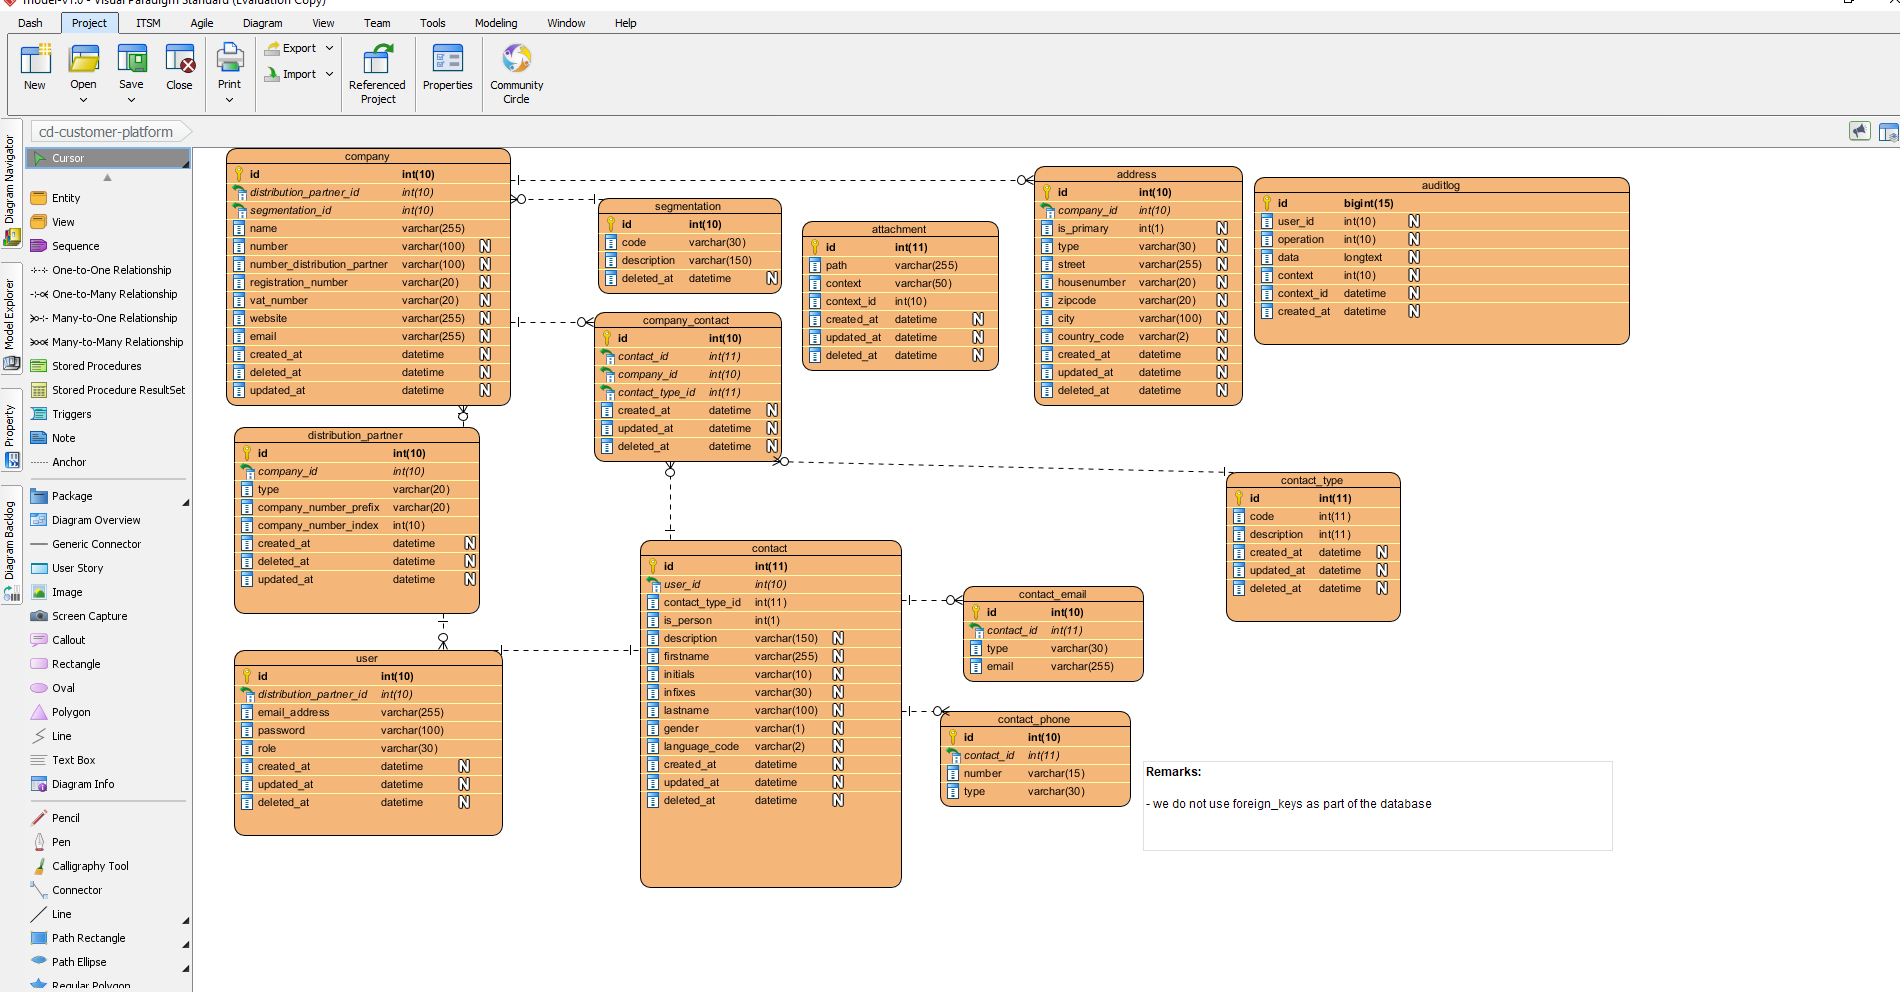 model-v1.0 - Visual Paradigm Standard (Evaluation Copy)
Dash Project ITSM Agile Diagram View Team Tools Modeling Window Help
New Open Save Close Print Export Import Referenced Project Properties Community Circle
cd-customer-platform
Diagram Navigator
Model Explorer
Property
Diagram Backlog
Cursor
Entity
View
Sequence
One-to-One Relationship
One-to-Many Relationship
Many-to-One Relationship
Many-to-Many Relationship
Stored Procedures
Stored Procedure ResultSet
Triggers
Note
Anchor
Package
Diagram Overview
Generic Connector
User Story
Image
Screen Capture
Callout
Rectangle
Oval
Polygon
Line
Text Box
Diagram Info
Pencil
Pen
Calligraphy Tool
Connector
Line
Path Rectangle
Path Ellipse
Regular Polygon
company
id int(10)
distribution_partner_id int(10)
segmentation_id int(10)
name varchar(255)
number varchar(100) N
number_distribution_partner varchar(100) N
registration_number varchar(20) N
vat_number varchar(20) N
website varchar(255) N
email varchar(255) N
created_at datetime N
deleted_at datetime N
updated_at datetime N
segmentation
id int(10)
code varchar(30)
description varchar(150)
deleted_at datetime N
attachment
id int(11)
path varchar(255)
context varchar(50)
context_id int(10)
created_at datetime N
updated_at datetime N
deleted_at datetime N
address
id int(10)
company_id int(10)
is_primary int(1) N
type varchar(30) N
street varchar(255) N
housenumber varchar(20) N
zipcode varchar(20) N
city varchar(100) N
country_code varchar(2) N
created_at datetime N
updated_at datetime N
deleted_at datetime N
auditlog
id bigint(15)
user_id int(10) N
operation int(10) N
data longtext N
context int(10) N
context_id datetime N
created_at datetime N
company_contact
id int(10)
contact_id int(11)
company_id int(10)
contact_type_id int(11)
created_at datetime N
updated_at datetime N
deleted_at datetime N
distribution_partner
id int(10)
company_id int(10)
type varchar(20)
company_number_prefix varchar(20)
company_number_index int(10)
created_at datetime N
deleted_at datetime N
updated_at datetime N
contact_type
id int(11)
code int(11)
description int(11)
created_at datetime N
updated_at datetime N
deleted_at datetime N
contact
id int(11)
user_id int(10)
contact_type_id int(11)
is_person int(1)
description varchar(150) N
firstname varchar(255) N
initials varchar(10) N
infixes varchar(30) N
lastname varchar(100) N
gender varchar(1) N
language_code varchar(2) N
created_at datetime N
updated_at datetime N
deleted_at datetime N
contact_email
id int(10)
contact_id int(11)
type varchar(30)
email varchar(255)
user
id int(10)
distribution_partner_id int(10)
email_address varchar(255)
password varchar(100)
role varchar(30)
created_at datetime N
updated_at datetime N
deleted_at datetime N
contact_phone
id int(10)
contact_id int(11)
number varchar(15)
type varchar(30)
Remarks:
- we do not use foreign_keys as part of the database